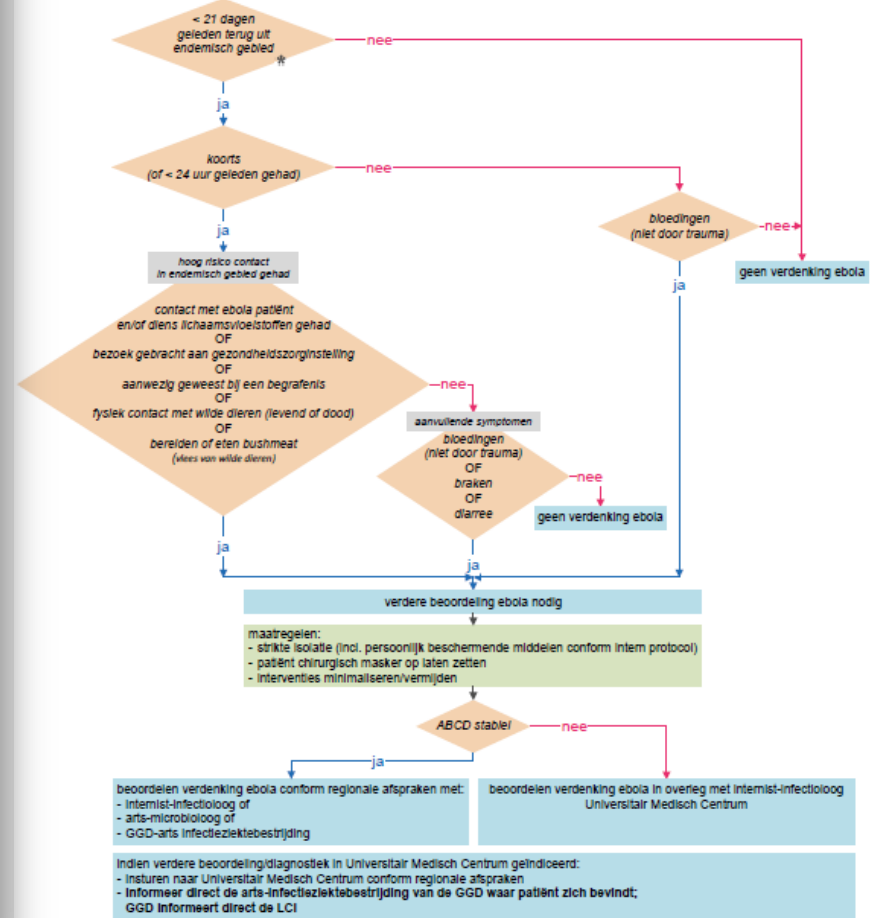 < 21 dagen
geleden terug uit
endemisch gebied
*
nee
ja
koorts
(of < 24 uur geleden gehad)
nee
bloedingen
(niet door trauma)
nee
geen verdenking ebola
ja
ja
hoog risico contact
in endemisch gebied gehad
contact met ebola patiënt
en/of diens lichaamsvloeistoffen gehad
OF
bezoek gebracht aan gezondheidszorginstelling
OF
aanwezig geweest bij een begrafenis
OF
fysiek contact met wilde dieren (levend of dood)
OF
bereiden of eten bushmeat
(vlees van wilde dieren)
nee
aanvullende symptomen
bloedingen
(niet door trauma)
OF
braken
OF
diarree
nee
geen verdenking ebola
ja
ja
verdere beoordeling ebola nodig
maatregelen:
- strikte isolatie (incl. persoonlijk beschermende middelen conform intern protocol)
- patiënt chirurgisch masker op laten zetten
- interventies minimaliseren/vermijden
ABCD stabiel
nee
ja
beoordelen verdenking ebola conform regionale afspraken met:
- internist-infectioloog of
- arts-microbioloog of
- GGD-arts infectieziektebestrijding
beoordelen verdenking ebola in overleg met internist-infectioloog
Universitair Medisch Centrum
Indien verdere beoordeling/diagnostiek in Universitair Medisch Centrum geïndiceerd:
- Insturen naar Universitair Medisch Centrum conform regionale afspraken
- Informeer direct de arts-infectieziektebestrijding van de GGD waar patiënt zich bevindt;
GGD informeert direct de LCI